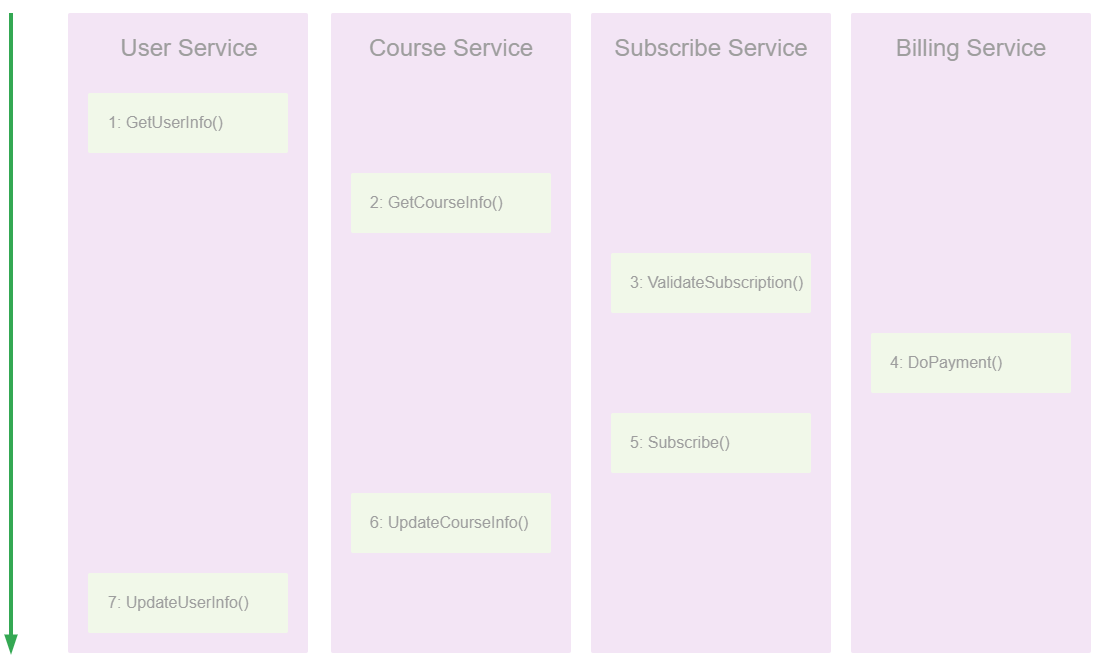 User Service
Course Service
Subscribe Service
Billing Service
1: GetUserInfo()
2: GetCourseInfo()
3: ValidateSubscription()
4: DoPayment()
5: Subscribe()
6: UpdateCourseInfo()
7: UpdateUserInfo()